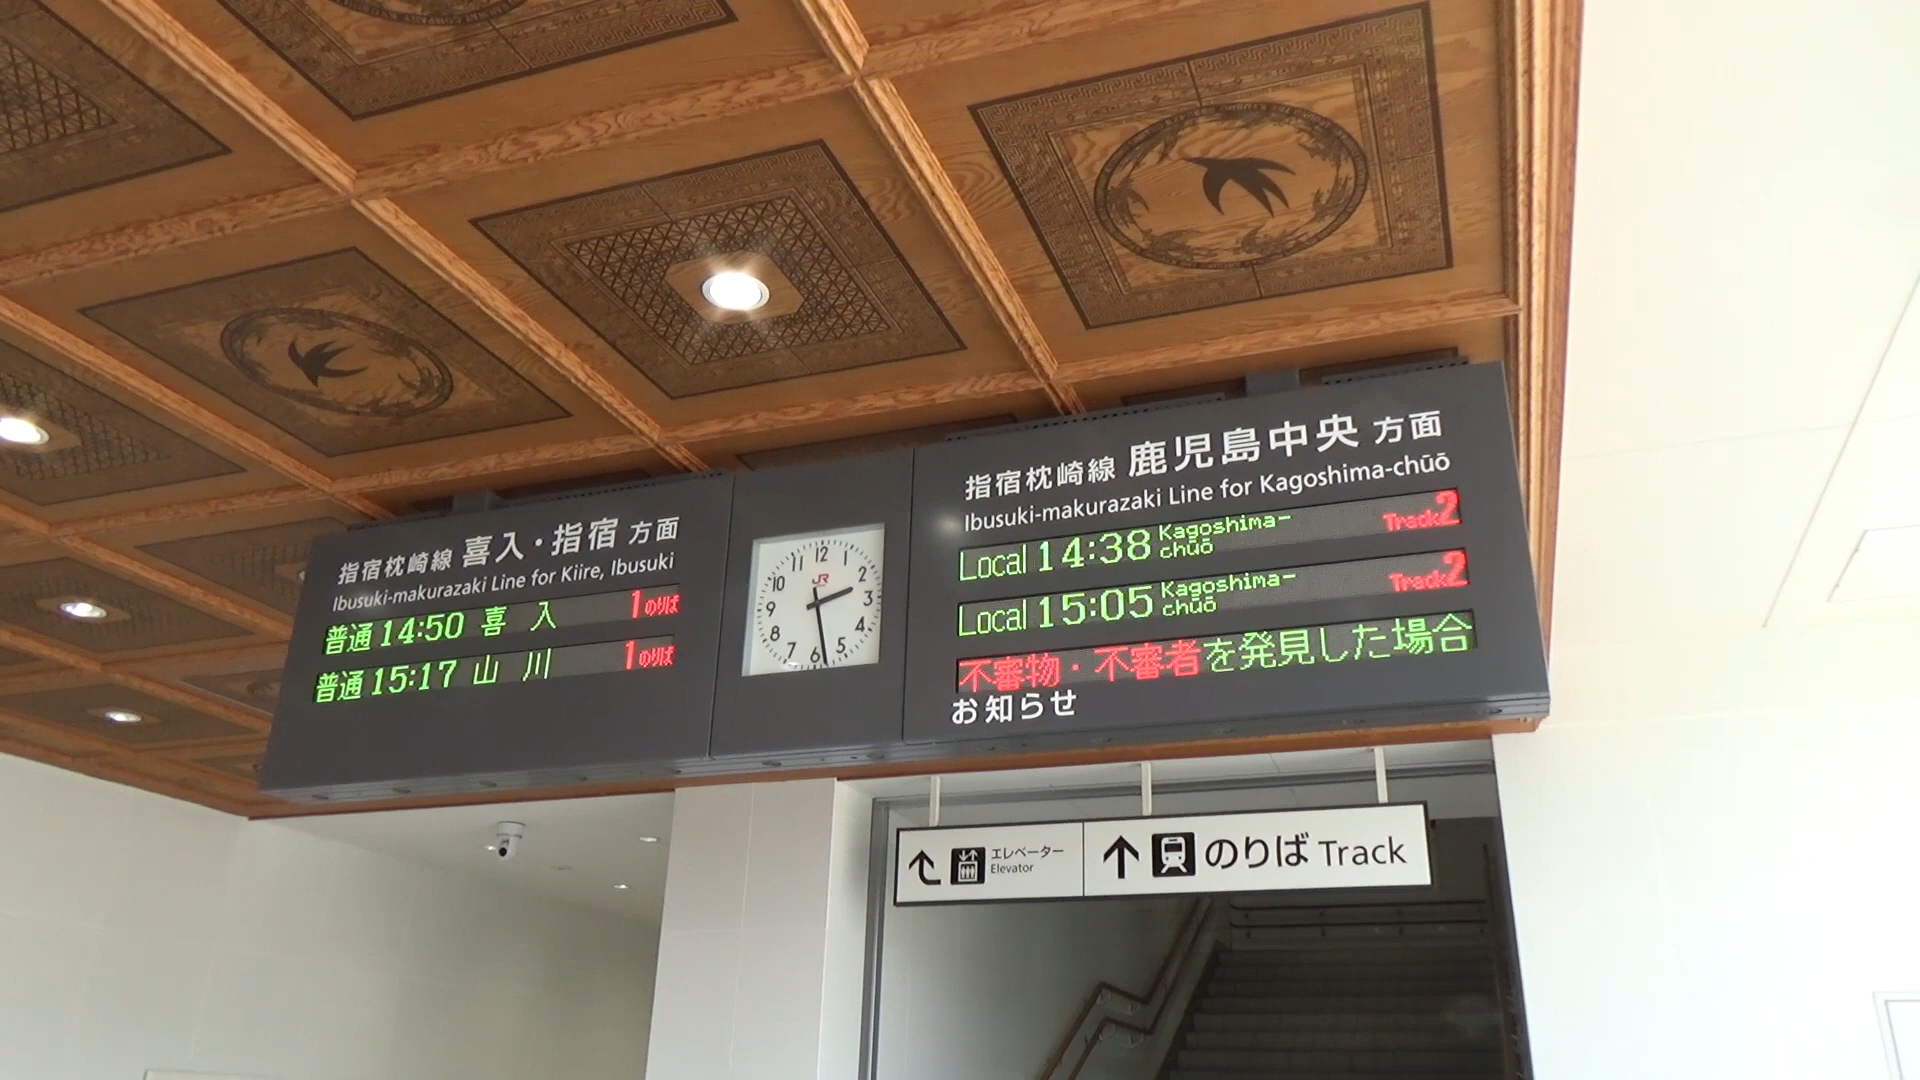 指宿枕崎線 喜入・指宿 方面
Ibusuki-makurazaki Line for Kiire, Ibusuki
普通 14:50 喜 入 1のりば
普通 15:17 山 川 1のりば
12
1
2
3
4
5
6
7
8
9
10
11
JR
指宿枕崎線 鹿児島中央 方面
Ibusuki-makurazaki Line for Kagoshima-chūō
Local 14:38 Kagoshima-chūō Track2
Local 15:05 Kagoshima-chūō Track2
不審物・不審者を発見した場合
お知らせ
エレベーター
Elevator
のりば Track